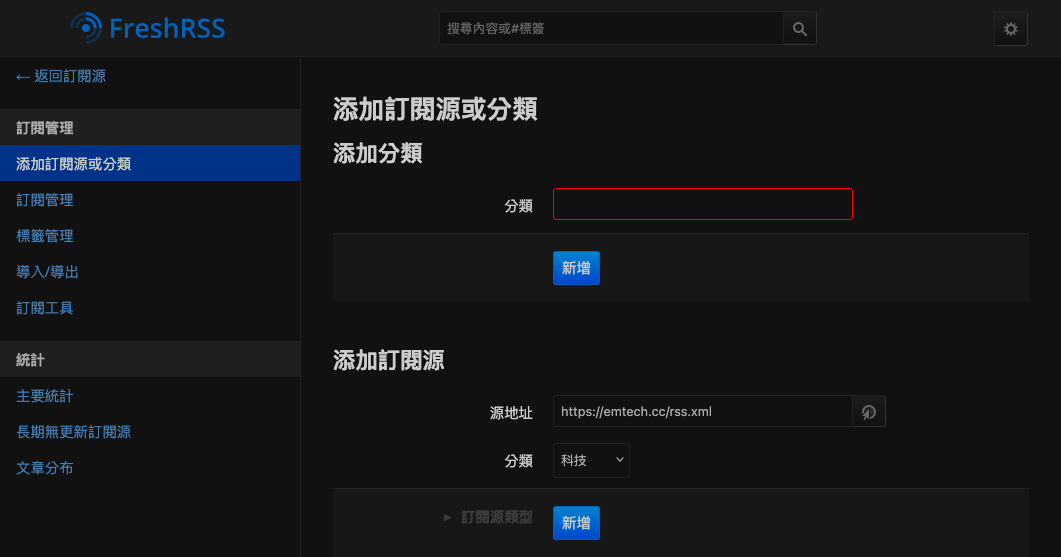 FreshRSS
搜尋內容或#標簽
← 返回訂閱源
訂閱管理
添加訂閱源或分類
訂閱管理
標籤管理
導入/導出
訂閱工具
統計
主要統計
長期無更新訂閱源
文章分布
添加訂閱源或分類
添加分類
分類
新增
添加訂閱源
源地址 https://emtech.cc/rss.xml
分類 科技
► 訂閱源類型 新增